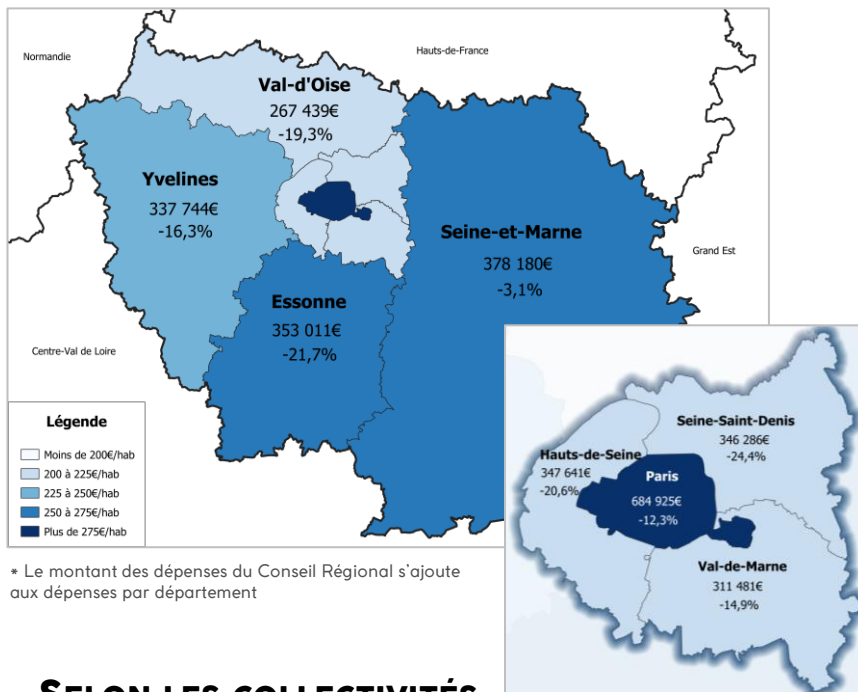 Normandie
Hauts-de-France
Val-d'Oise
267 439€
-19,3%
Yvelines
337 744€
-16,3%
Seine-et-Marne
378 180€
-3,1%
Grand Est
Essonne
353 011€
-21,7%
Centre-Val de Loire
Légende
Moins de 200€/hab
200 à 225€/hab
225 à 250€/hab
250 à 275€/hab
Plus de 275€/hab
Seine-Saint-Denis
346 286€
-24,4%
Hauts-de-Seine
347 641€
-20,6%
Paris
684 925€
-12,3%
Val-de-Marne
311 481€
-14,9%
* Le montant des dépenses du Conseil Régional s'ajoute
aux dépenses par département
SELON LES COLLECTIVITÉS